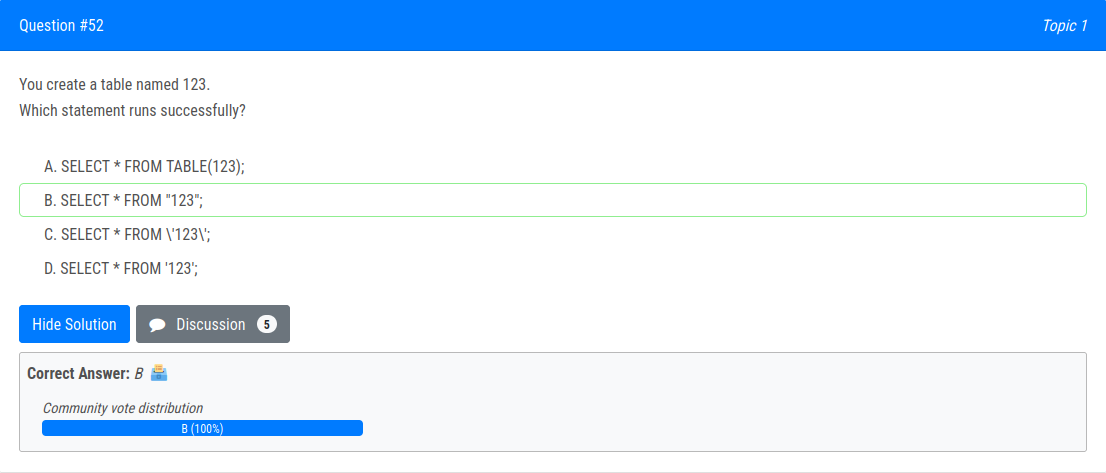 Question #52
Topic 1
You create a table named 123.
Which statement runs successfully?
A. SELECT * FROM TABLE(123);
B. SELECT * FROM "123";
C. SELECT * FROM \'123\';
D. SELECT * FROM '123';
Hide Solution
Discussion 5
Correct Answer: B
Community vote distribution
B (100%)